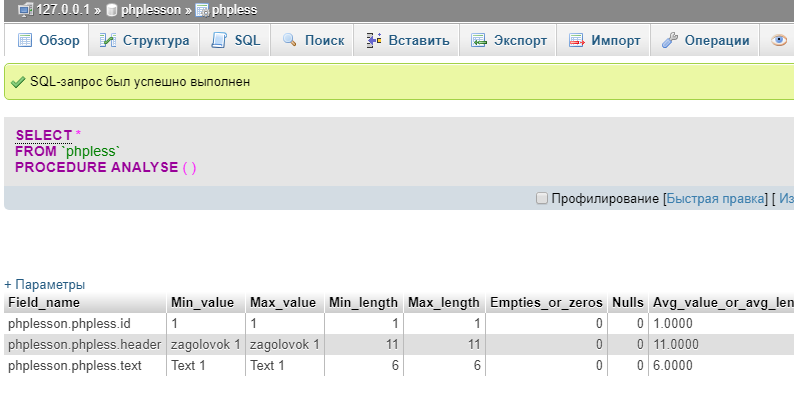 127.0.0.1 » phplesson » phpless
Обзор Структура SQL Поиск Вставить Экспорт Импорт Операции
SQL-запрос был успешно выполнен
SELECT *
FROM `phpless`
PROCEDURE ANALYSE ( )
Профилирование [Быстрая правка] [ Из
+ Параметры
Field_name Min_value Max_value Min_length Max_length Empties_or_zeros Nulls Avg_value_or_avg_len
phplesson.phpless.id 1 1 1 1 0 0 1.0000
phplesson.phpless.header zagolovok 1 zagolovok 1 11 11 0 0 11.0000
phplesson.phpless.text Text 1 Text 1 6 6 0 0 6.0000